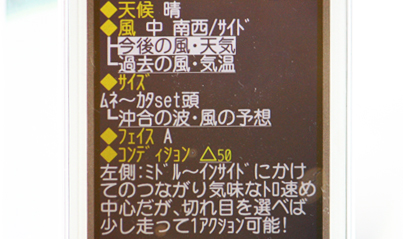 ◆天候 晴
◆風 中 南西/ｻｲﾄﾞ
┣今後の風・天気
┗過去の風・気温
◆ｻｲｽﾞ
ﾑﾈ～ｶﾀset頭
┗沖合の波・風の予想
◆ﾌｪｲｽ A
◆ｺﾝﾃﾞｨｼｮﾝ △50
左側：ﾐﾄﾞﾙ～ｲﾝｻｲﾄﾞにかけ
てのつながり気味なﾄﾛ速め
中心だが、切れ目を選べば
少し走って1ｱｸｼｮﾝ可能!